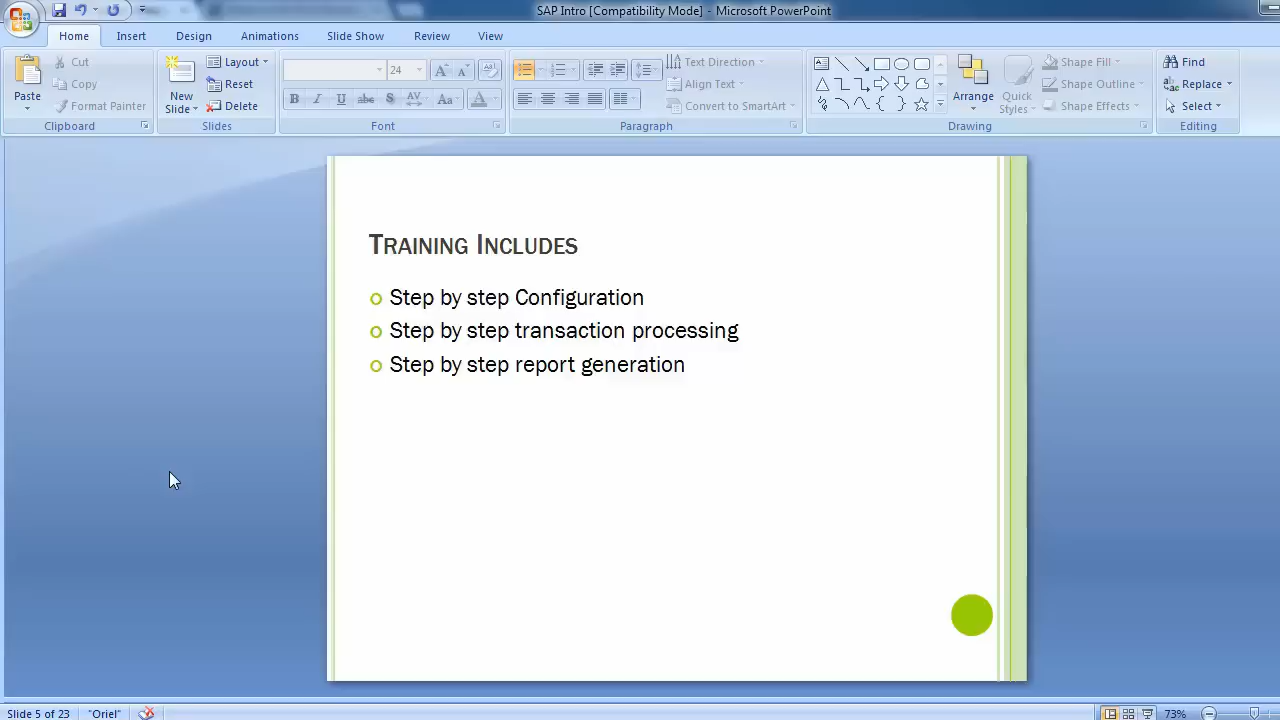 SAP Intro [Compatibility Mode] - Microsoft PowerPoint
Home Insert Design Animations Slide Show Review View
Cut Layout 24 Text Direction Shape Fill Find
Copy Reset Align Text Shape Outline Replace
Paste Format Painter New Slide Delete Convert to SmartArt Arrange Quick Styles Shape Effects Select
Clipboard Slides Font Paragraph Drawing Editing
TRAINING INCLUDES
Step by step Configuration
Step by step transaction processing
Step by step report generation
Slide 5 of 23 "Oriel" 73%